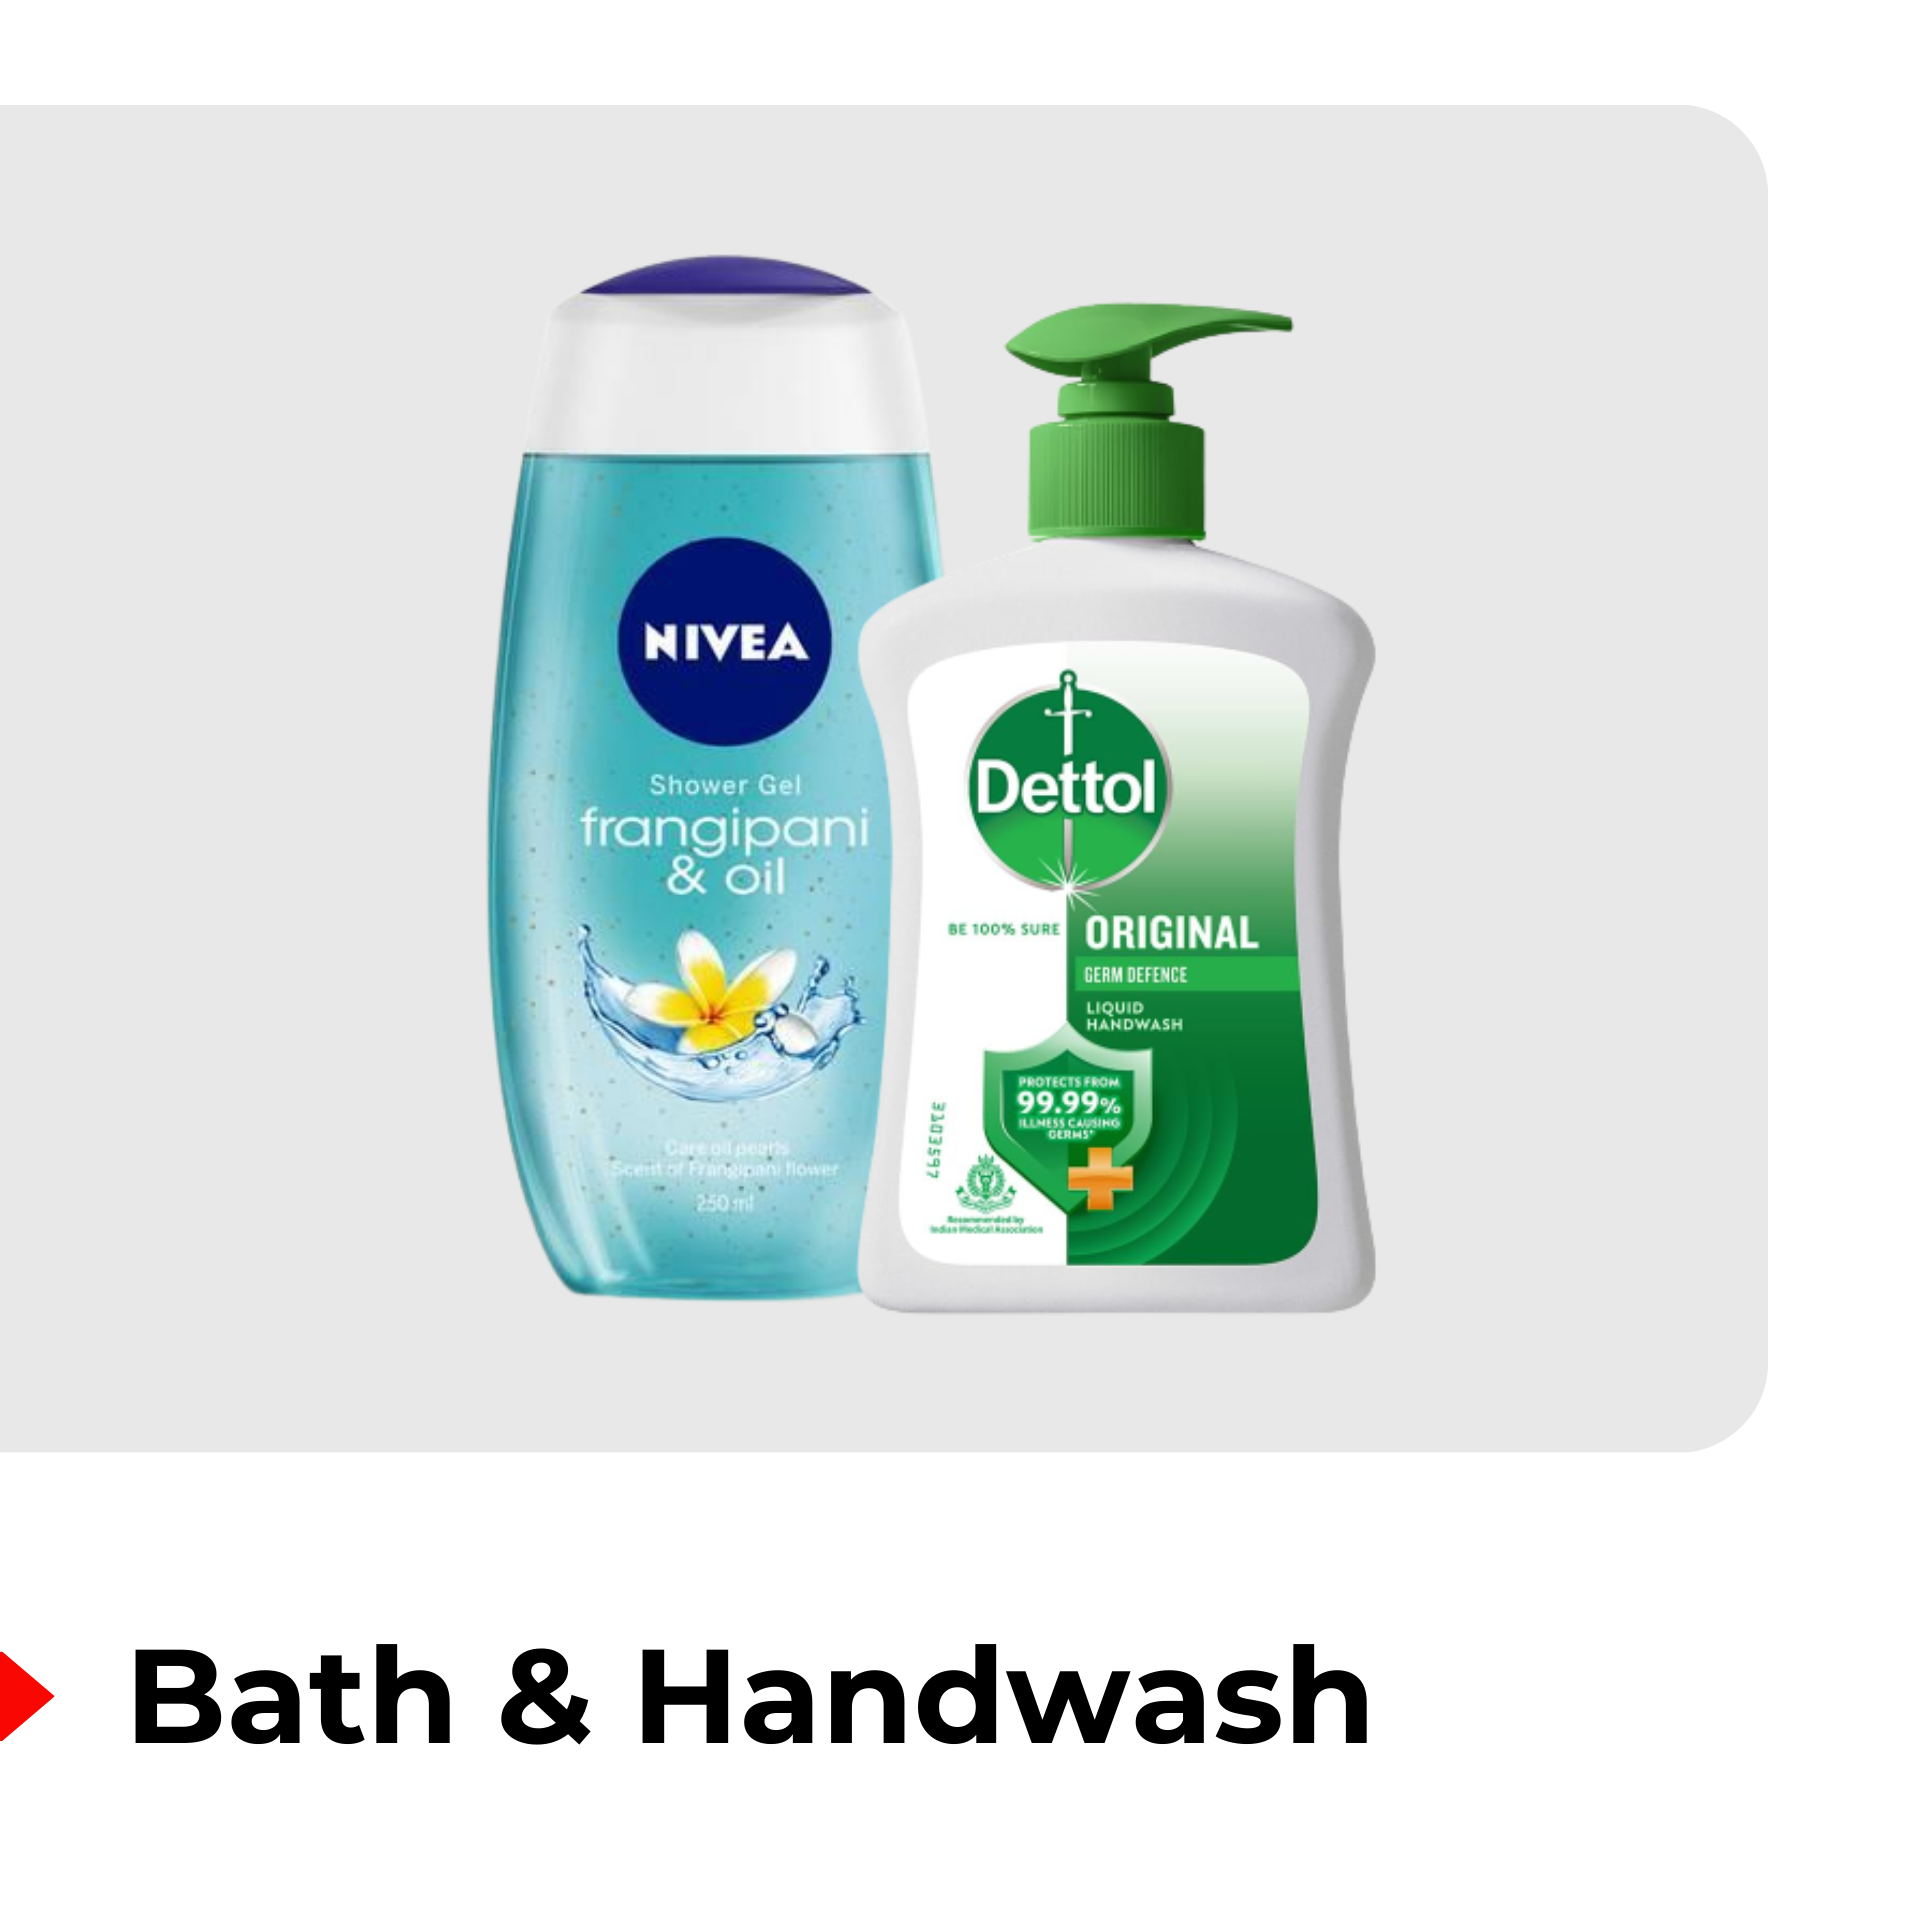 NIVEA
Shower Gel
frangipani
& oil
Care oil pearls
Scent of Frangipani flower
250 ml
Dettol
BE 100% SURE
ORIGINAL
GERM DEFENCE
LIQUID
HANDWASH
PROTECTS FROM
99.99%
ILLNESS CAUSING
GERMS*
3103597
Recommended by
Indian Medical Association
Bath & Handwash